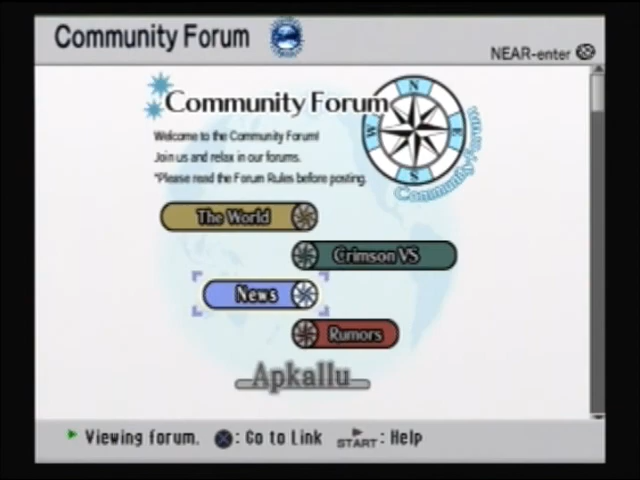 Community Forum
NEAR-enter
Community Forum
N
W
E
S
Community Forum
Welcome to the Community Forum!
Join us and relax in our forums.
*Please read the Forum Rules before posting.
The World
Crimson VS
News
Rumors
Apkallu
Viewing forum. : Go to Link START : Help